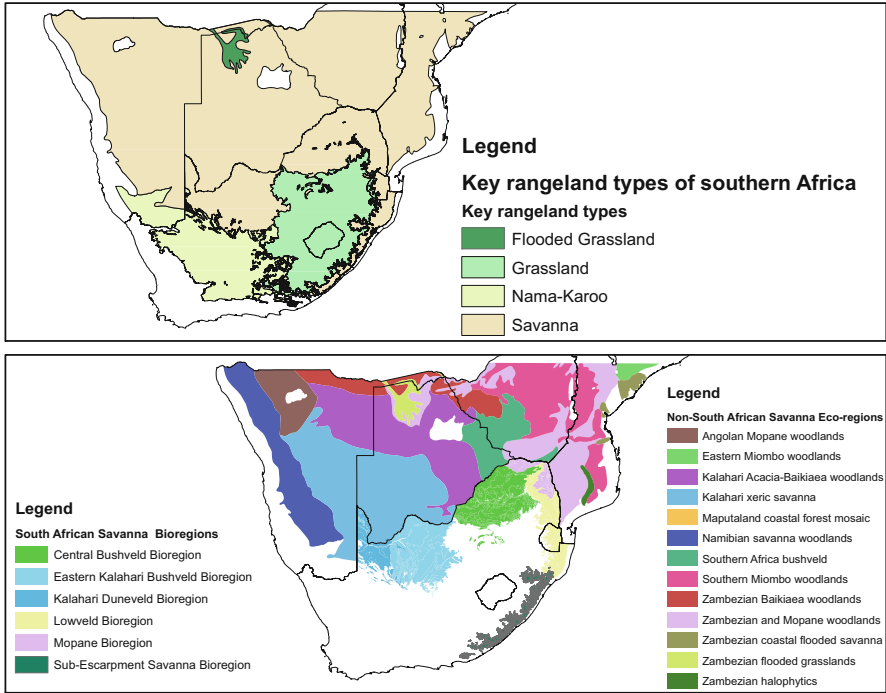 Legend
Key rangeland types of southern Africa
Key rangeland types
Flooded Grassland
Grassland
Nama-Karoo
Savanna
Legend
South African Savanna Bioregions
Central Bushveld Bioregion
Eastern Kalahari Bushveld Bioregion
Kalahari Duneveld Bioregion
Lowveld Bioregion
Mopane Bioregion
Sub-Escarpment Savanna Bioregion
Legend
Non-South African Savanna Eco-regions
Angolan Mopane woodlands
Eastern Miombo woodlands
Kalahari Acacia-Baikiaea woodlands
Kalahari xeric savanna
Maputaland coastal forest mosaic
Namibian savanna woodlands
Southern Africa bushveld
Southern Miombo woodlands
Zambezian Baikiaea woodlands
Zambezian and Mopane woodlands
Zambezian coastal flooded savanna
Zambezian flooded grasslands
Zambezian halophytics